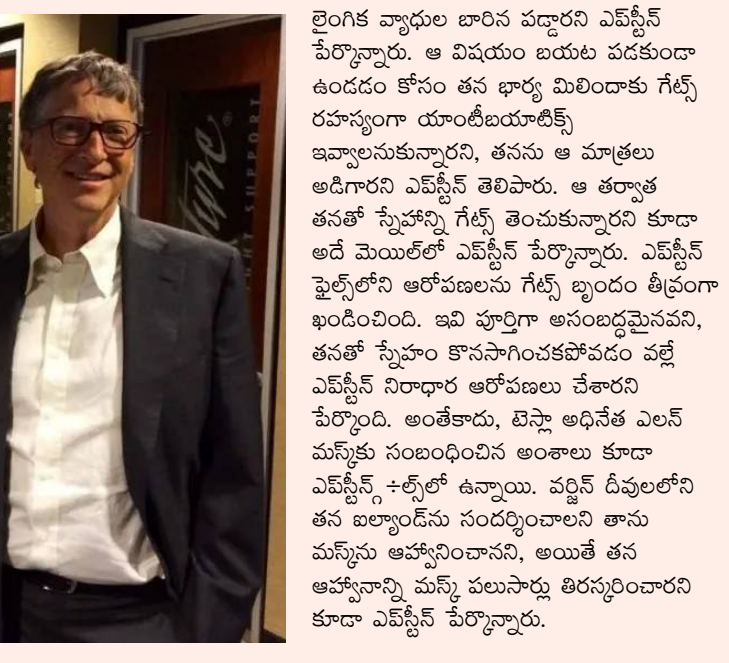 లైంగిక వ్యాధుల బారిన పడ్డారని ఎప్‌స్టీన్
పేర్కొన్నారు. ఆ విషయం బయట పడకుండా
ఉండడం కోసం తన భార్య మిలిందాకు గేట్స్
రహస్యంగా యాంటీబయాటిక్స్
ఇవ్వాలనుకున్నారని, తనను ఆ మాత్రలు
అడిగారని ఎప్‌స్టీన్ తెలిపారు. ఆ తర్వాత
తనతో స్నేహాన్ని గేట్స్ తెంచుకున్నారని కూడా
అదే మెయిల్‌లో ఎప్‌స్టీన్ పేర్కొన్నారు. ఎప్‌స్టీన్
ఫైల్స్‌లోని ఆరోపణలను గేట్స్ బృందం తీవ్రంగా
ఖండించింది. ఇవి పూర్తిగా అసంబద్ధమైనవని,
తనతో స్నేహం కొనసాగించకపోవడం వల్లే
ఎప్‌స్టీన్ నిరాధార ఆరోపణలు చేశారని
పేర్కొంది. అంతేకాదు, టెస్లా అధినేత ఎలన్
మస్క్‌కు సంబంధించిన అంశాలు కూడా
ఎప్‌స్టీన్గ్ ÷ల్స్‌లో ఉన్నాయి. వర్జిన్ దీవులలోని
తన ఐల్యాండ్‌ను సందర్శించాలని తాను
మస్క్‌ను ఆహ్వానించానని, అయితే తన
ఆహ్వానాన్ని మస్క్ పలుసార్లు తిరస్కరించారని
కూడా ఎప్‌స్టీన్ పేర్కొన్నారు.